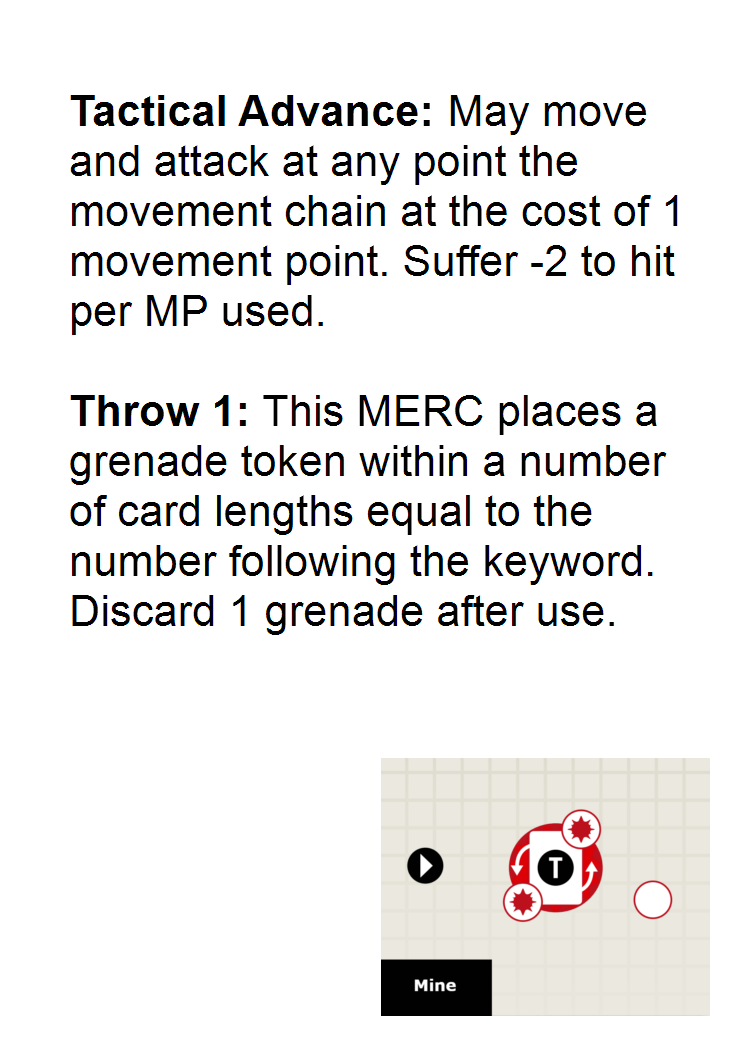 Tactical Advance: May move
and attack at any point the
movement chain at the cost of 1
movement point. Suffer -2 to hit
per MP used.
Throw 1: This MERC places a
grenade token within a number
of card lengths equal to the
number following the keyword.
Discard 1 grenade after use.
T
Mine